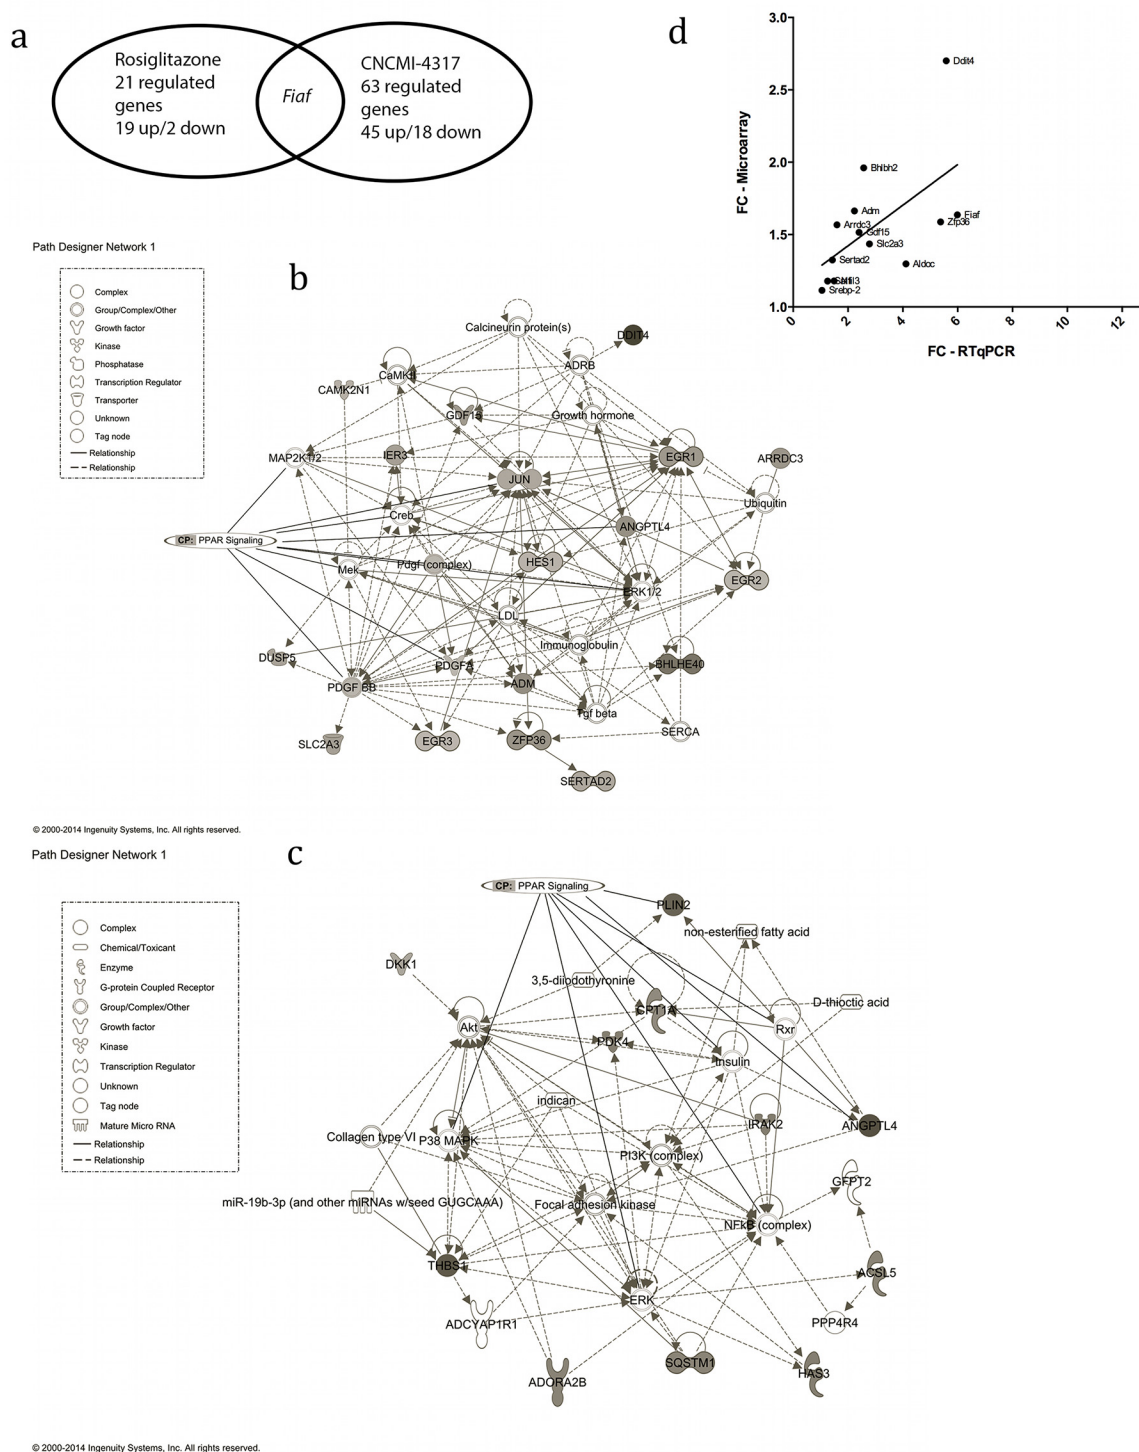 a
Rosiglitazone
21 regulated
genes
19 up/2 down
Fiaf
CNCMI-4317
63 regulated
genes
45 up/18 down
d
FC - Microarray
3.0
2.5
2.0
1.5
1.0
Ddit4
Bhlbh2
Adm
Arrdc3
Fiaf
Zfp36
Gdf15
Slc2a3
Sertad2
Aldoc
Srebp-2
0
2
4
6
8
10
12
FC - RTqPCR
Path Designer Network 1
b
Complex
Group/Complex/Other
Growth factor
Kinase
Phosphatase
Transcription Regulator
Transporter
Unknown
Tag node
Relationship
Relationship
Calcineurin protein(s)
DDIT4
ADRB
CaMKII
CAMK2N1
GDF15
Growth hormone
MAP2K1/2
IER3
EGR1
ARRDC3
JUN
Ubiquitin
Creb
ANGPTL4
CP: PPAR Signaling
Mek
Pdgf (complex)
HES1
EGR2
ERK1/2
LDL
Immunoglobulin
DUSP5
PDGFA
BHLHE40
PDGF BB
ADM
Tgf beta
SLC2A3
EGR3
ZFP36
SERCA
SERTAD2
© 2000-2014 Ingenuity Systems, Inc. All rights reserved.
Path Designer Network 1
c
Complex
Chemical/Toxicant
Enzyme
G-protein Coupled Receptor
Group/Complex/Other
Growth factor
Kinase
Transcription Regulator
Unknown
Tag node
Mature Micro RNA
Relationship
Relationship
CP: PPAR Signaling
PLIN2
non-esterified fatty acid
DKK1
3,5-diiodothyronine
CPT1A
D-thioctic acid
Akt
Rxr
PDK4
Insulin
indican
IRAK2
ANGPTL4
Collagen type VI
P38 MAPK
PI3K (complex)
GFPT2
miR-19b-3p (and other miRNAs w/seed GUGCAAA)
Focal adhesion kinase
NFkB (complex)
THBS1
ACSL5
ERK
ADCYAP1R1
PPP4R4
SQSTM1
ADORA2B
HAS3
© 2000-2014 Ingenuity Systems, Inc. All rights reserved.